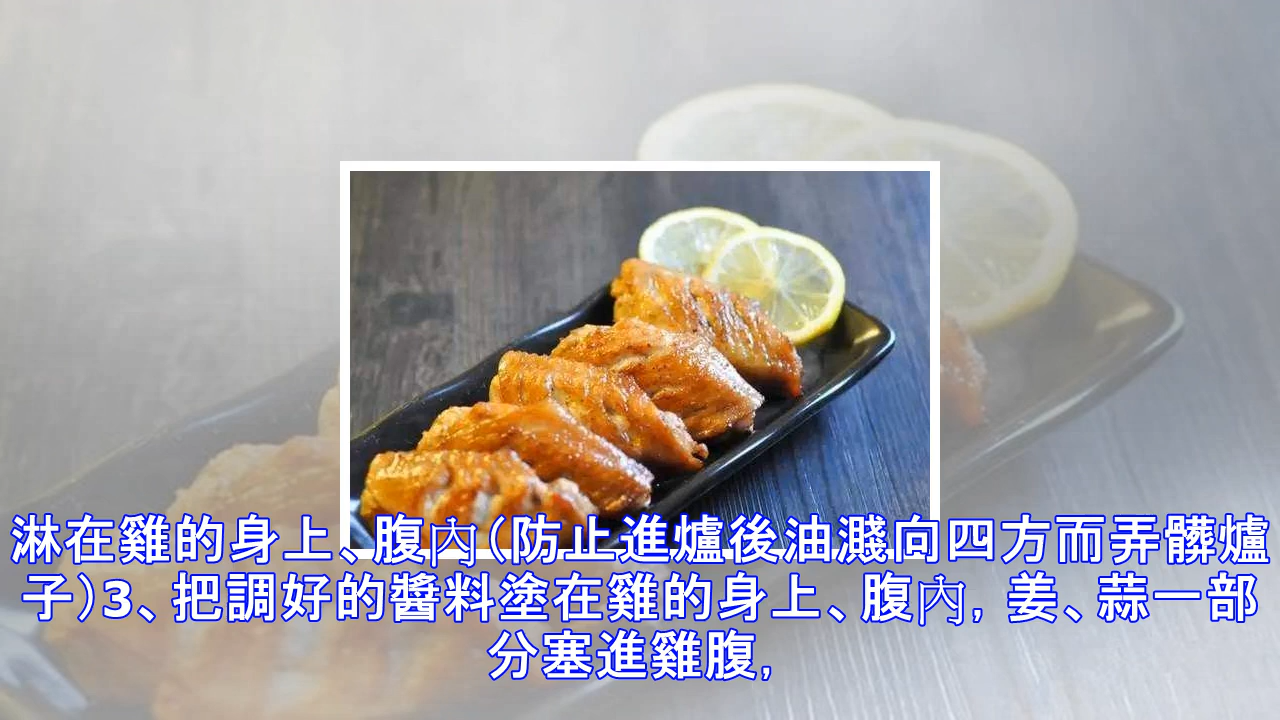 淋在雞的身上、腹內(防止進爐後油濺向四方而弄髒爐
子)3、把調好的醬料塗在雞的身上、腹內, 姜、蒜一部
分塞進雞腹,